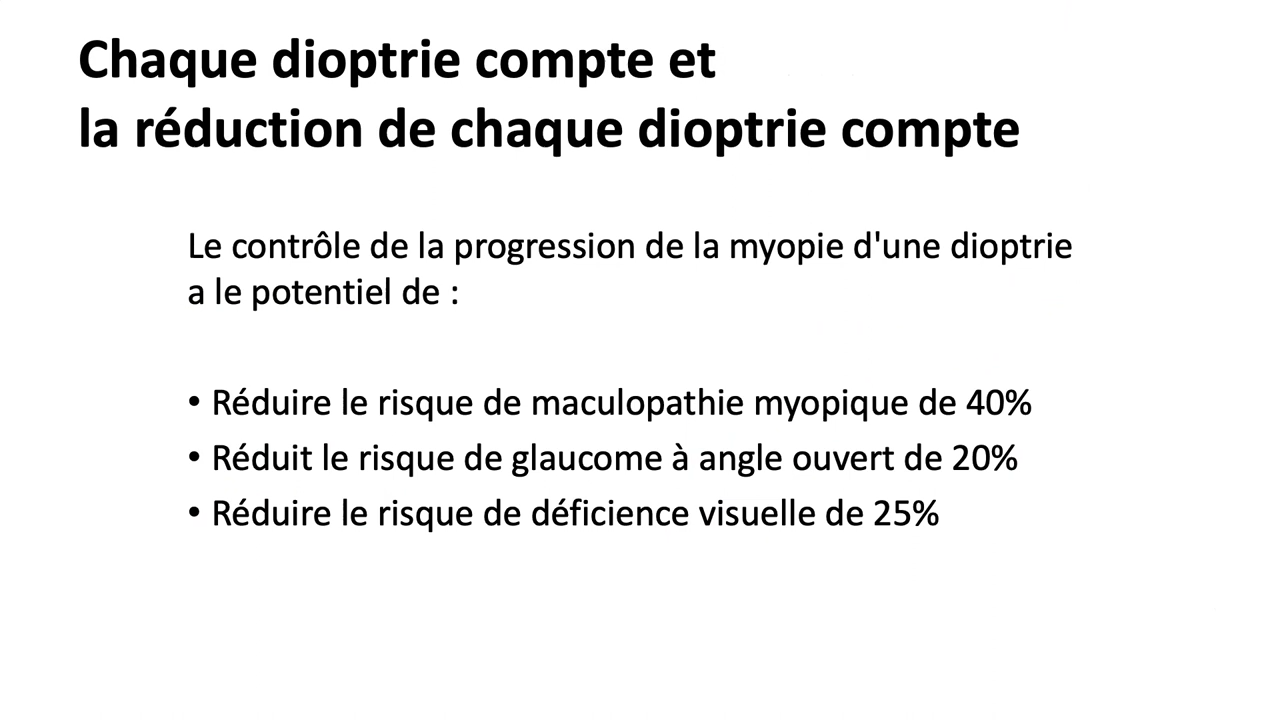 Chaque dioptrie compte et
la réduction de chaque dioptrie compte
Le contrôle de la progression de la myopie d'une dioptrie
a le potentiel de :
• Réduire le risque de maculopathie myopique de 40%
• Réduit le risque de glaucome à angle ouvert de 20%
• Réduire le risque de déficience visuelle de 25%